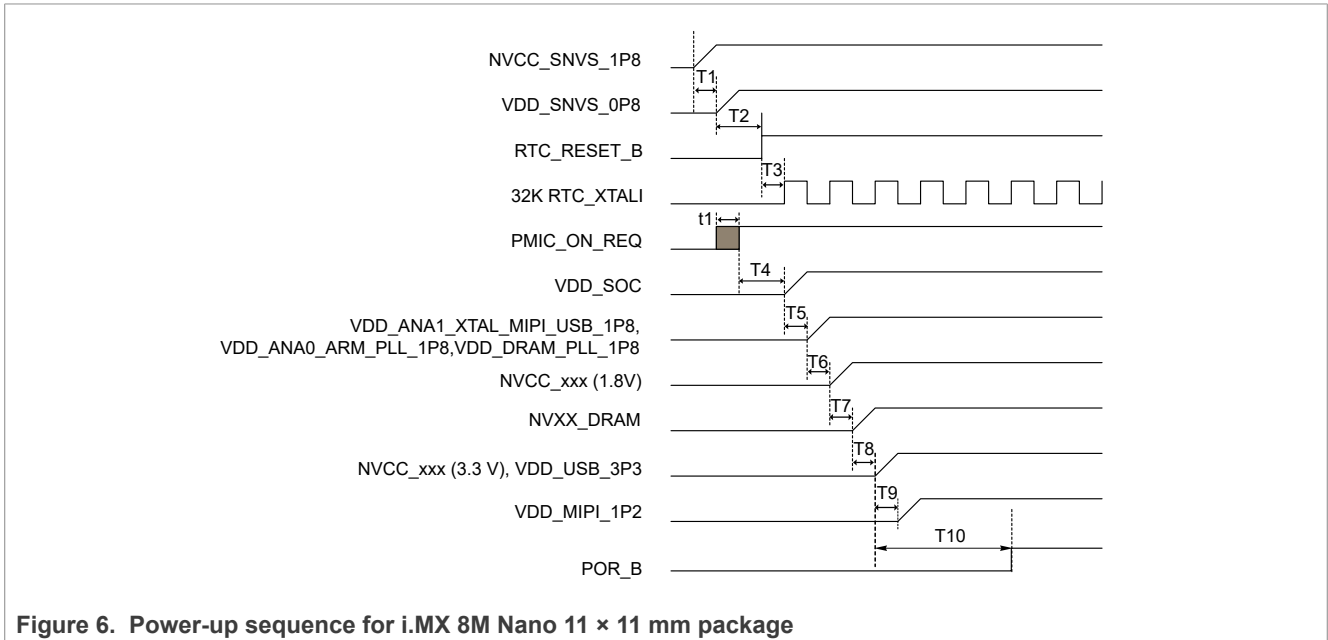 NVCC_SNVS_1P8
T1
VDD_SNVS_0P8
T2
RTC_RESET_B
T3
32K RTC_XTALI
t1
PMIC_ON_REQ
T4
VDD_SOC
T5
VDD_ANA1_XTAL_MIPI_USB_1P8,
VDD_ANA0_ARM_PLL_1P8,VDD_DRAM_PLL_1P8
T6
NVCC_xxx (1.8V)
T7
NVXX_DRAM
T8
NVCC_xxx (3.3 V), VDD_USB_3P3
T9
VDD_MIPI_1P2
T10
POR_B
Figure 6. Power-up sequence for i.MX 8M Nano 11 × 11 mm package